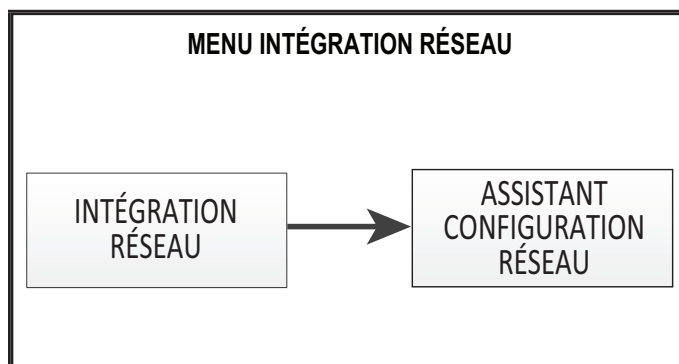 MENU INTÉGRATION RÉSEAU
INTÉGRATION
RÉSEAU
ASSISTANT
CONFIGURATION
RÉSEAU